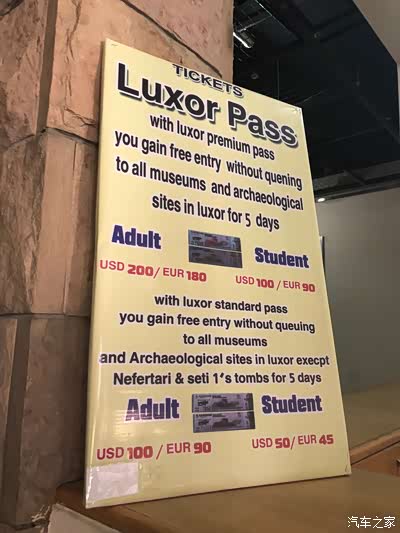 TICKETS
Luxor Pass
with luxor premium pass
you gain free entry without quening
to all museums and archaeological
sites in luxor for 5 days
Adult
Student
USD 200/ EUR 180
USD 100 / EUR 90
with luxor standard pass
you gain free entry without queuing
to all museums
and Archaeological sites in luxor execpt
Nefertari & seti 1's tombs for 5 days
Adult
Student
USD 100 / EUR 90
USD 50/ EUR 45
汽车之家